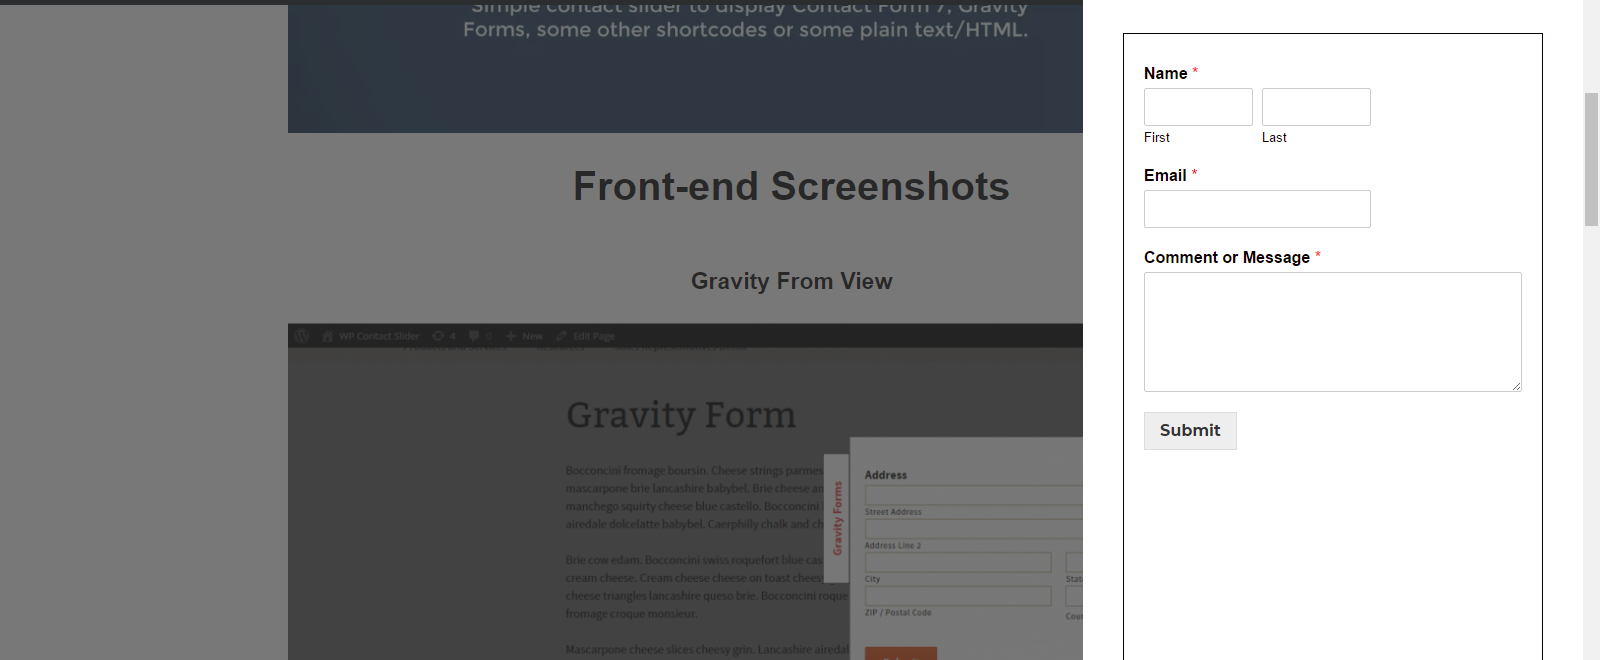 Simple contact slider to display Contact Form 7, Gravity
Forms, some other shortcodes or some plain text/HTML.
Front-end Screenshots
Gravity From View
WP Contact Slider
4
0
New
Edit Page
Gravity Form
Bocconcini fromage boursin. Cheese strings parmes
mascarpone brie lancashire babybel. Brie cheese an
manchego squirty cheese blue castello. Bocconcini
airedale dolcelatte babybel. Caerphilly chalk and ch
Brie cow edam. Bocconcini swiss roquefort blue cas
cream cheese. Cream cheese cheese on toast chees
cheese triangles lancashire queso brie. Bocconcini roque
fromage croque monsieur.
Mascarpone cheese slices cheesy grin. Lancashire airedal
Gravity Forms
Address
Street Address
Address Line 2
City
Stat
ZIP / Postal Code
Coun
Name *
First
Last
Email *
Comment or Message *
Submit